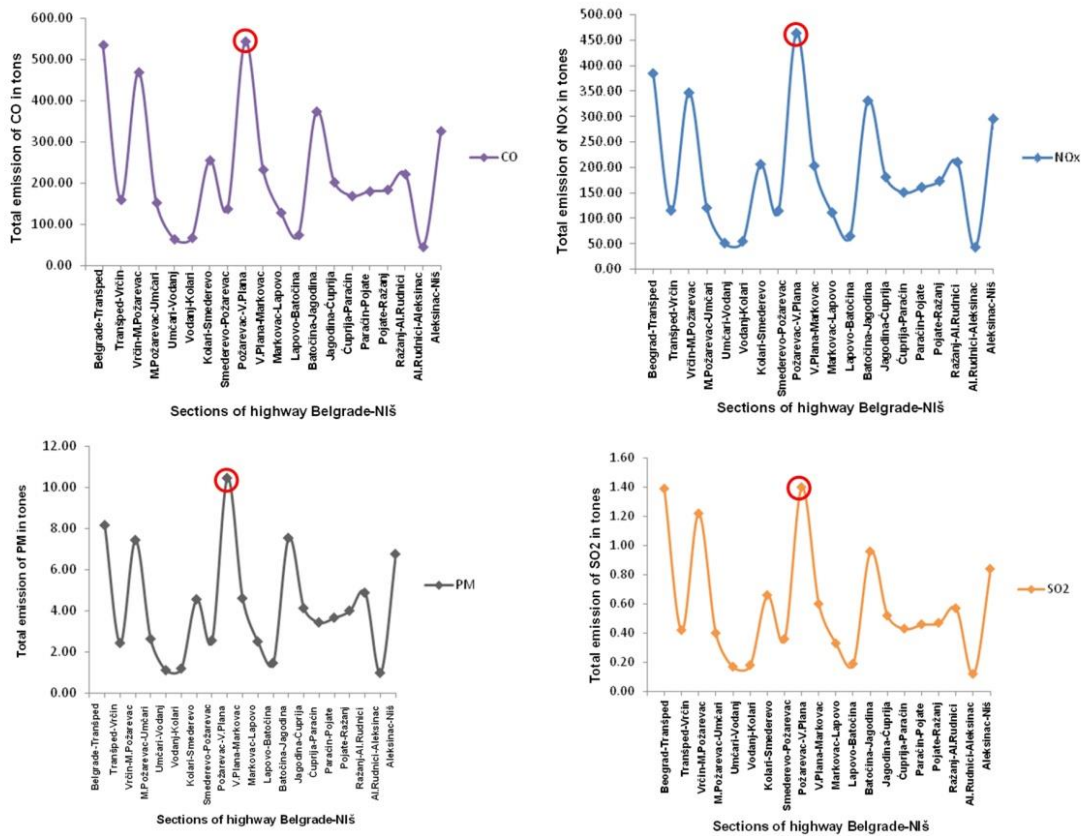 Total emission of CO in tons
600.00
500.00
400.00
300.00
200.00
100.00
0.00
CO
Belgrade-Tranšped
Tranšped-Vrčin
Vrčin-M.Požarevac
M.Požarevac-Umčari
Umčari-Vodanj
Vodanj-Kolari
Kolari-Smederevo
Smederevo-Požarevac
Požarevac-V.Plana
V.Plana-Markovac
Markovac-Lapovo
Lapovo-Batočina
Batočina-Jagodina
Jagodina-Ćuprija
Ćuprija-Paraćin
Paraćin-Pojate
Pojate-Ražanj
Ražanj-Al.Rudnici
Al.Rudnici-Aleksinac
Aleksinac-Niš
Sections of highway Belgrade-NIš
Total emission of NOx in tones
500.00
450.00
400.00
350.00
300.00
250.00
200.00
150.00
100.00
50.00
0.00
NOx
Beograd-Tranšped
Tranšped-Vrčin
Vrčin-M.Požarevac
M.Požarevac-Umčari
Umčari-Vodanj
Vodanj-Kolari
Kolari-Smederevo
Smederevo-Požarevac
Požarevac-V.Plana
V.Plana-Markovac
Markovac-Lapovo
Lapovo-Batočina
Batočina-Jagodina
Jagodina-Ćuprija
Ćuprija-Paraćin
Paraćin-Pojate
Pojate-Ražanj
Ražanj-Al.Rudnici
Al.Rudnici-Aleksinac
Aleksinac-Niš
Sections of highway Belgrade-NIš
Total emission of PM in tones
12.00
10.00
8.00
6.00
4.00
2.00
0.00
PM
Belgrade-Tranšped
Tranšped-Vrčin
Vrčin-M.Požarevac
M.Požarevac-Umčari
Umčari-Vodanj
Vodanj-Kolari
Kolari-Smederevo
Smederevo-Požarevac
Požarevac-V.Plana
V.Plana-Markovac
Markovac-Lapovo
Lapovo-Batočina
Batočina-Jagodina
Jagodina-Ćuprija
Ćuprija-Paraćin
Paraćin-Pojate
Pojate-Ražanj
Ražanj-Al.Rudnici
Al.Rudnici-Aleksinac
Aleksinac-Niš
Sections of highway Belgrade-NIš
Total emission of SO2 in tones
1.60
1.40
1.20
1.00
0.80
0.60
0.40
0.20
0.00
SO2
Beograd-Tranšped
Tranšped-Vrčin
Vrčin-M.Požarevac
M.Požarevac-Umčari
Umčari-Vodanj
Vodanj-Kolari
Kolari-Smederevo
Smederevo-Požarevac
Požarevac-V.Plana
V.Plana-Markovac
Markovac-Lapovo
Lapovo-Batočina
Batočina-Jagodina
Jagodina-Ćuprija
Ćuprija-Paraćin
Paraćin-Pojate
Pojate-Ražanj
Ražanj-Al.Rudnici
Al.Rudnici-Aleksinac
Aleksinac-Niš
Sections of highway Belgrade-NIš